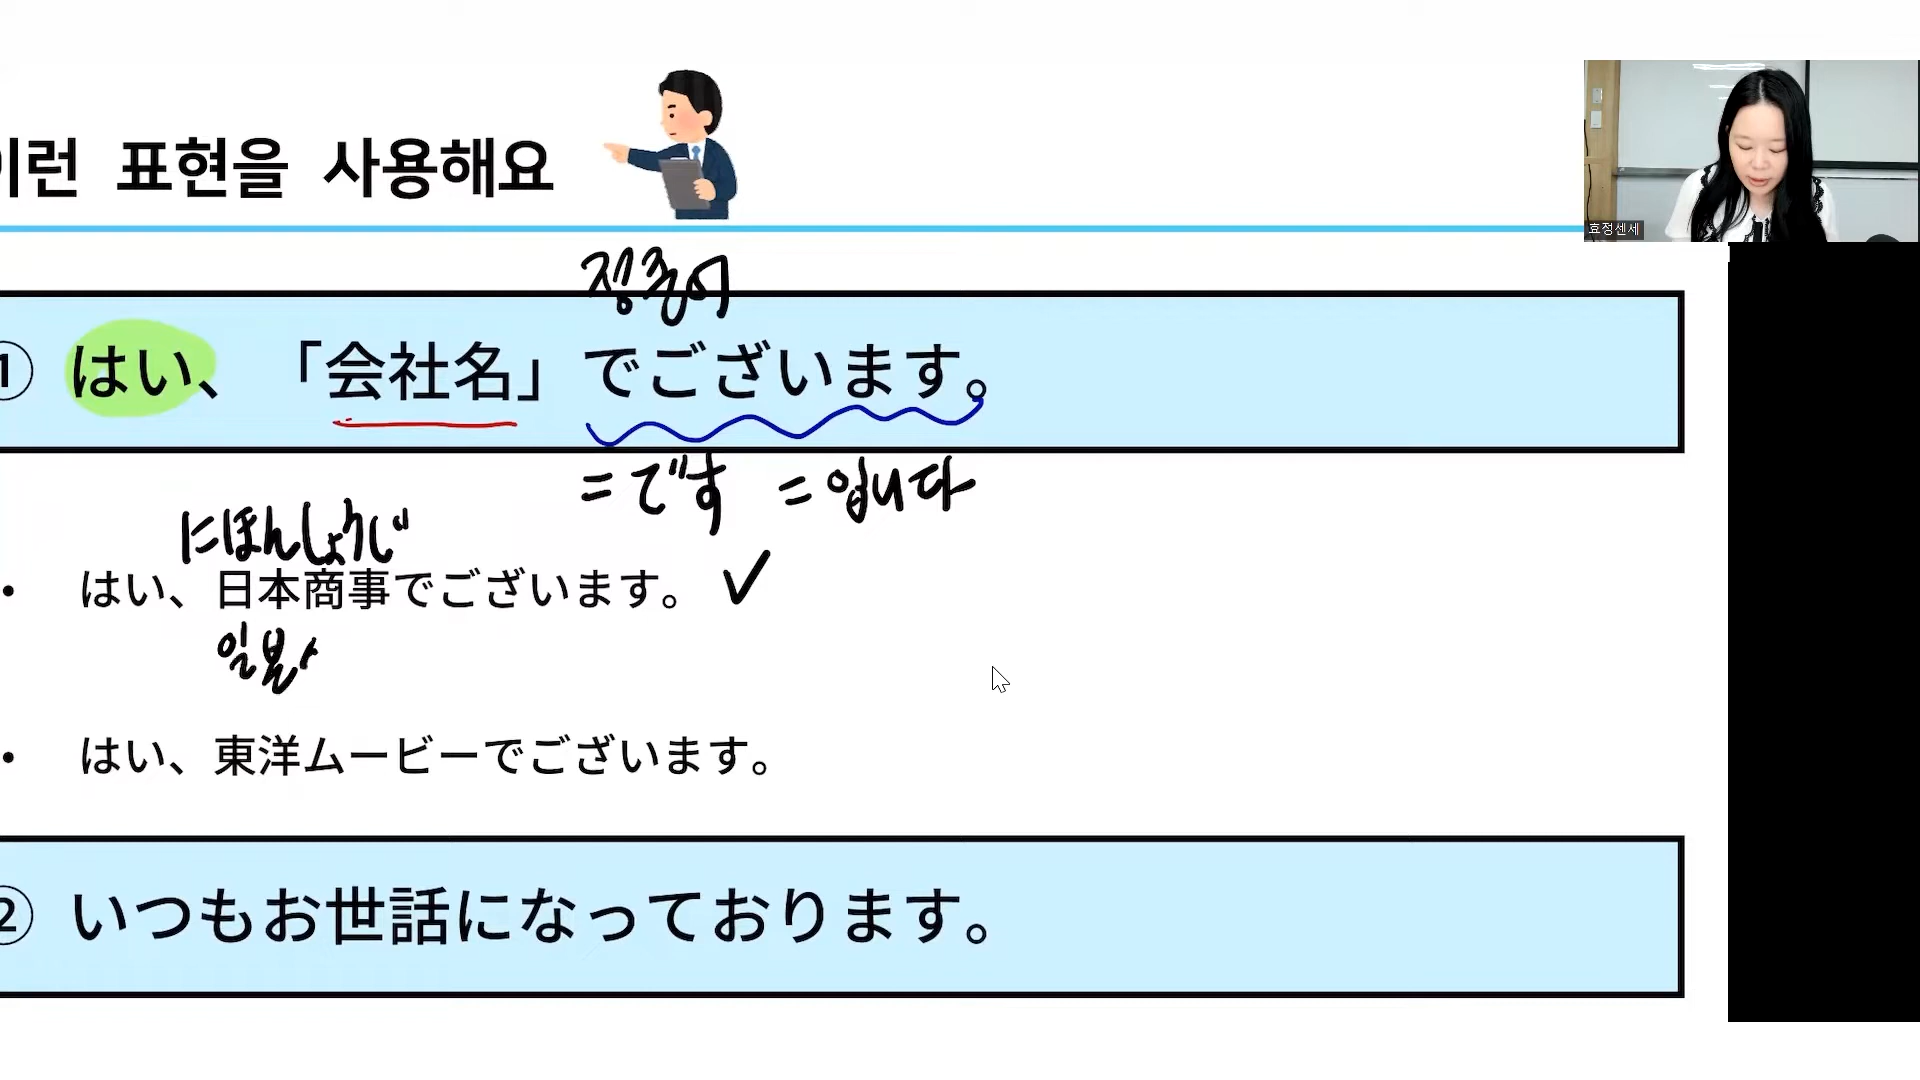 이런 표현을 사용해요
효정센세
정중어
① はい、「会社名」でございます。
= です = 입니다
にほんしょうじ
• はい、日本商事でございます。
일본
• はい、東洋ムービーでございます。
② いつもお世話になっております。